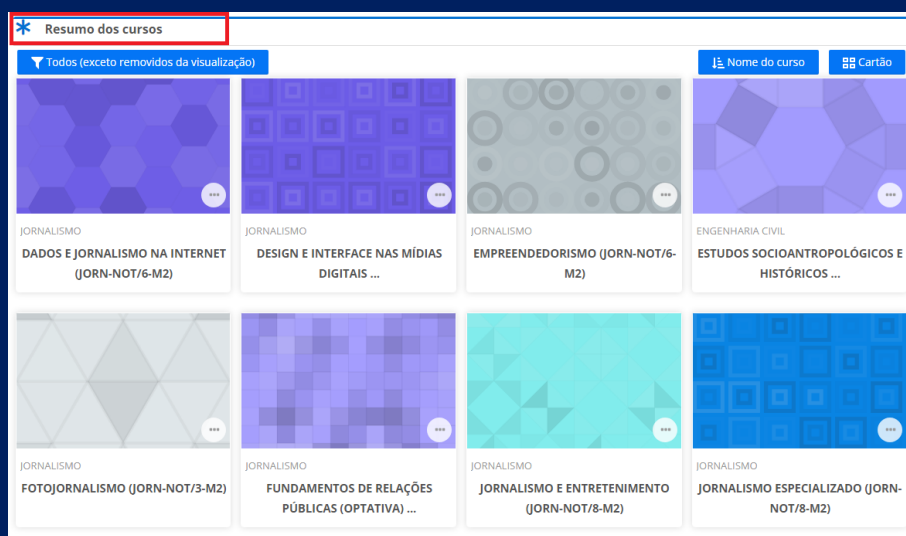 Resumo dos cursos
Todos (exceto removidos da visualização)
Nome do curso
Cartão
JORNALISMO
DADOS E JORNALISMO NA INTERNET
(JORN-NOT/6-M2)
JORNALISMO
DESIGN E INTERFACE NAS MÍDIAS
DIGITAIS ...
JORNALISMO
EMPREENDEDORISMO (JORN-NOT/6-
M2)
ENGENHARIA CIVIL
ESTUDOS SOCIOANTROPOLÓGICOS E
HISTÓRICOS ...
JORNALISMO
FOTOJORNALISMO (JORN-NOT/3-M2)
JORNALISMO
FUNDAMENTOS DE RELAÇÕES
PÚBLICAS (OPTATIVA) ...
JORNALISMO
JORNALISMO E ENTRETENIMENTO
(JORN-NOT/8-M2)
JORNALISMO
JORNALISMO ESPECIALIZADO (JORN-
NOT/8-M2)